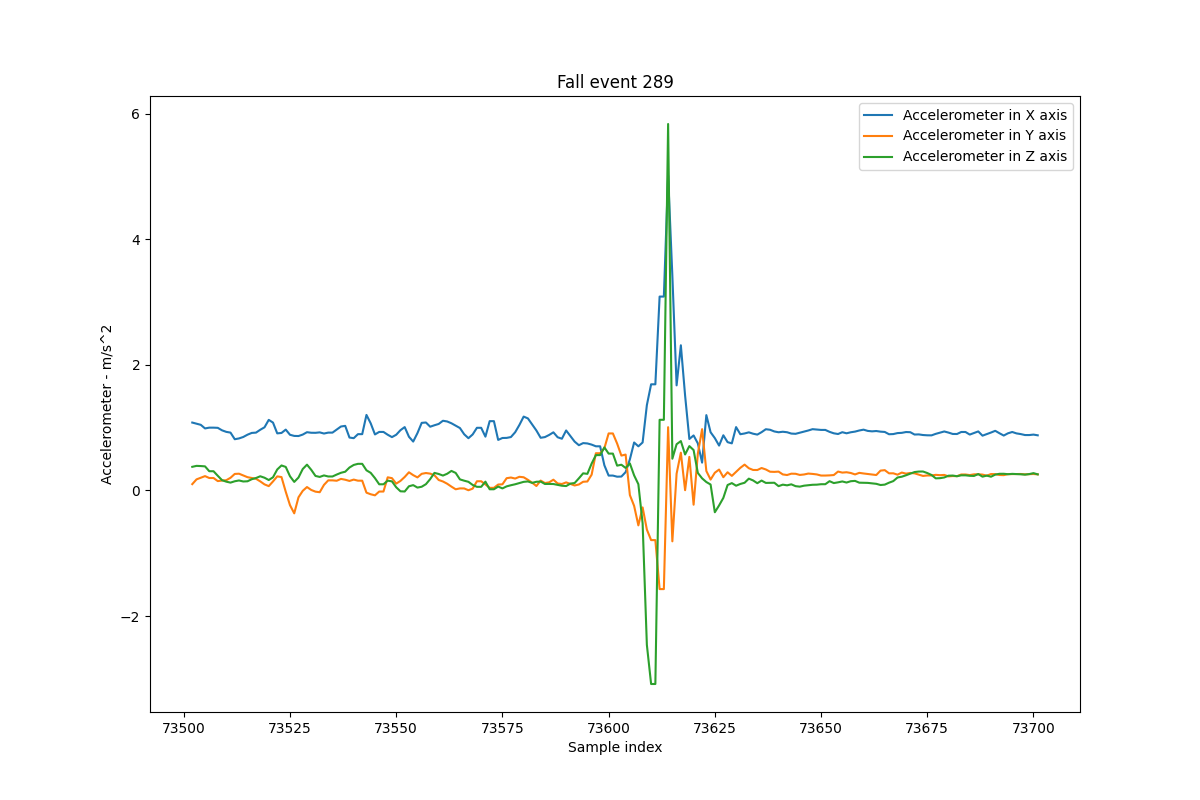 Fall event 289
Accelerometer in X axis
Accelerometer in Y axis
Accelerometer in Z axis
6
4
2
0
−2
Accelerometer - m/s^2
73500 73525 73550 73575 73600 73625 73650 73675 73700
Sample index